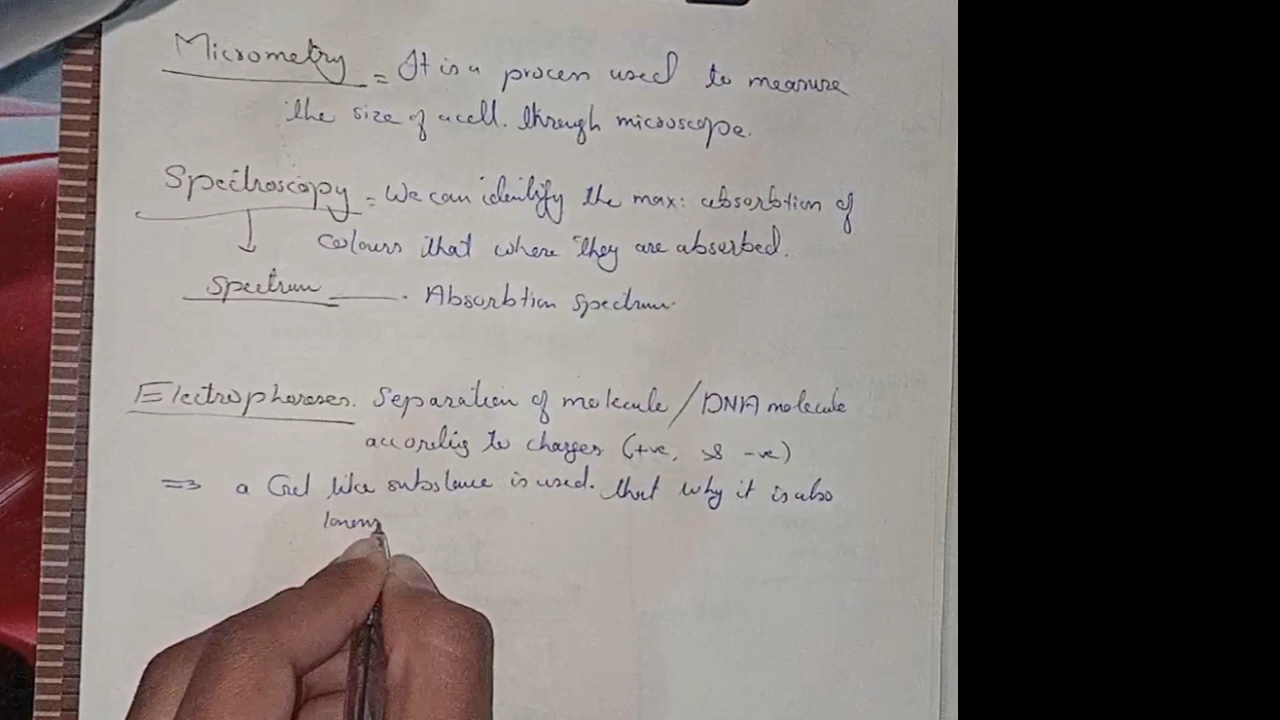 Micrometry = It is a process used to measure
the size of a cell. through microscope.
Spectroscopy = We can identify the max: absorbtion of
colours that where they are absorbed.
Spectrum —— . Absorbtion spectrum.
Electrophoreses. Separation of molecule / DNA molecule
according to charges (+ve, & -ve)
⇒ a Gel like substance is used. that why it is also